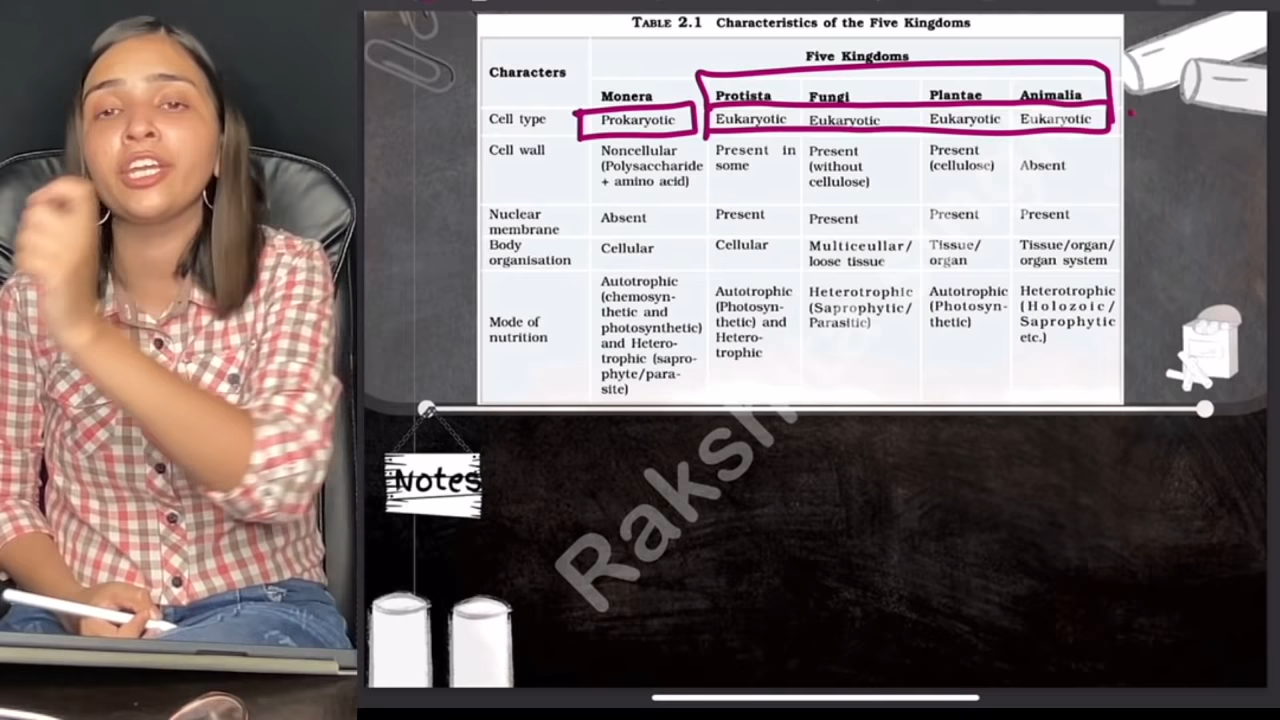 TABLE 2.1 Characteristics of the Five Kingdoms
Characters
Five Kingdoms
Monera Protista Fungi Plantae Animalia
Cell type
Prokaryotic Eukaryotic Eukaryotic Eukaryotic Eukaryotic
Cell wall
Noncellular
(Polysaccharide
+ amino acid)
Present in
some
Present
(without
cellulose)
Present
(cellulose)
Absent
Nuclear
membrane
Absent
Present
Present
Present
Present
Body
organisation
Cellular
Cellular
Multiceullar/
loose tissue
Tissue/
organ
Tissue/organ/
organ system
Mode of
nutrition
Autotrophic
(chemosyn-
thetic and
photosynthetic)
and Hetero-
trophic (sapro-
phyte/para-
site)
Autotrophic
(Photosyn-
thetic) and
Hetero-
trophic
Heterotrophic
(Saprophytic/
Parasitic)
Autotrophic
(Photosyn-
thetic)
Heterotrophic
(Holozoic/
Saprophytic
etc.)
Notes
Raksh